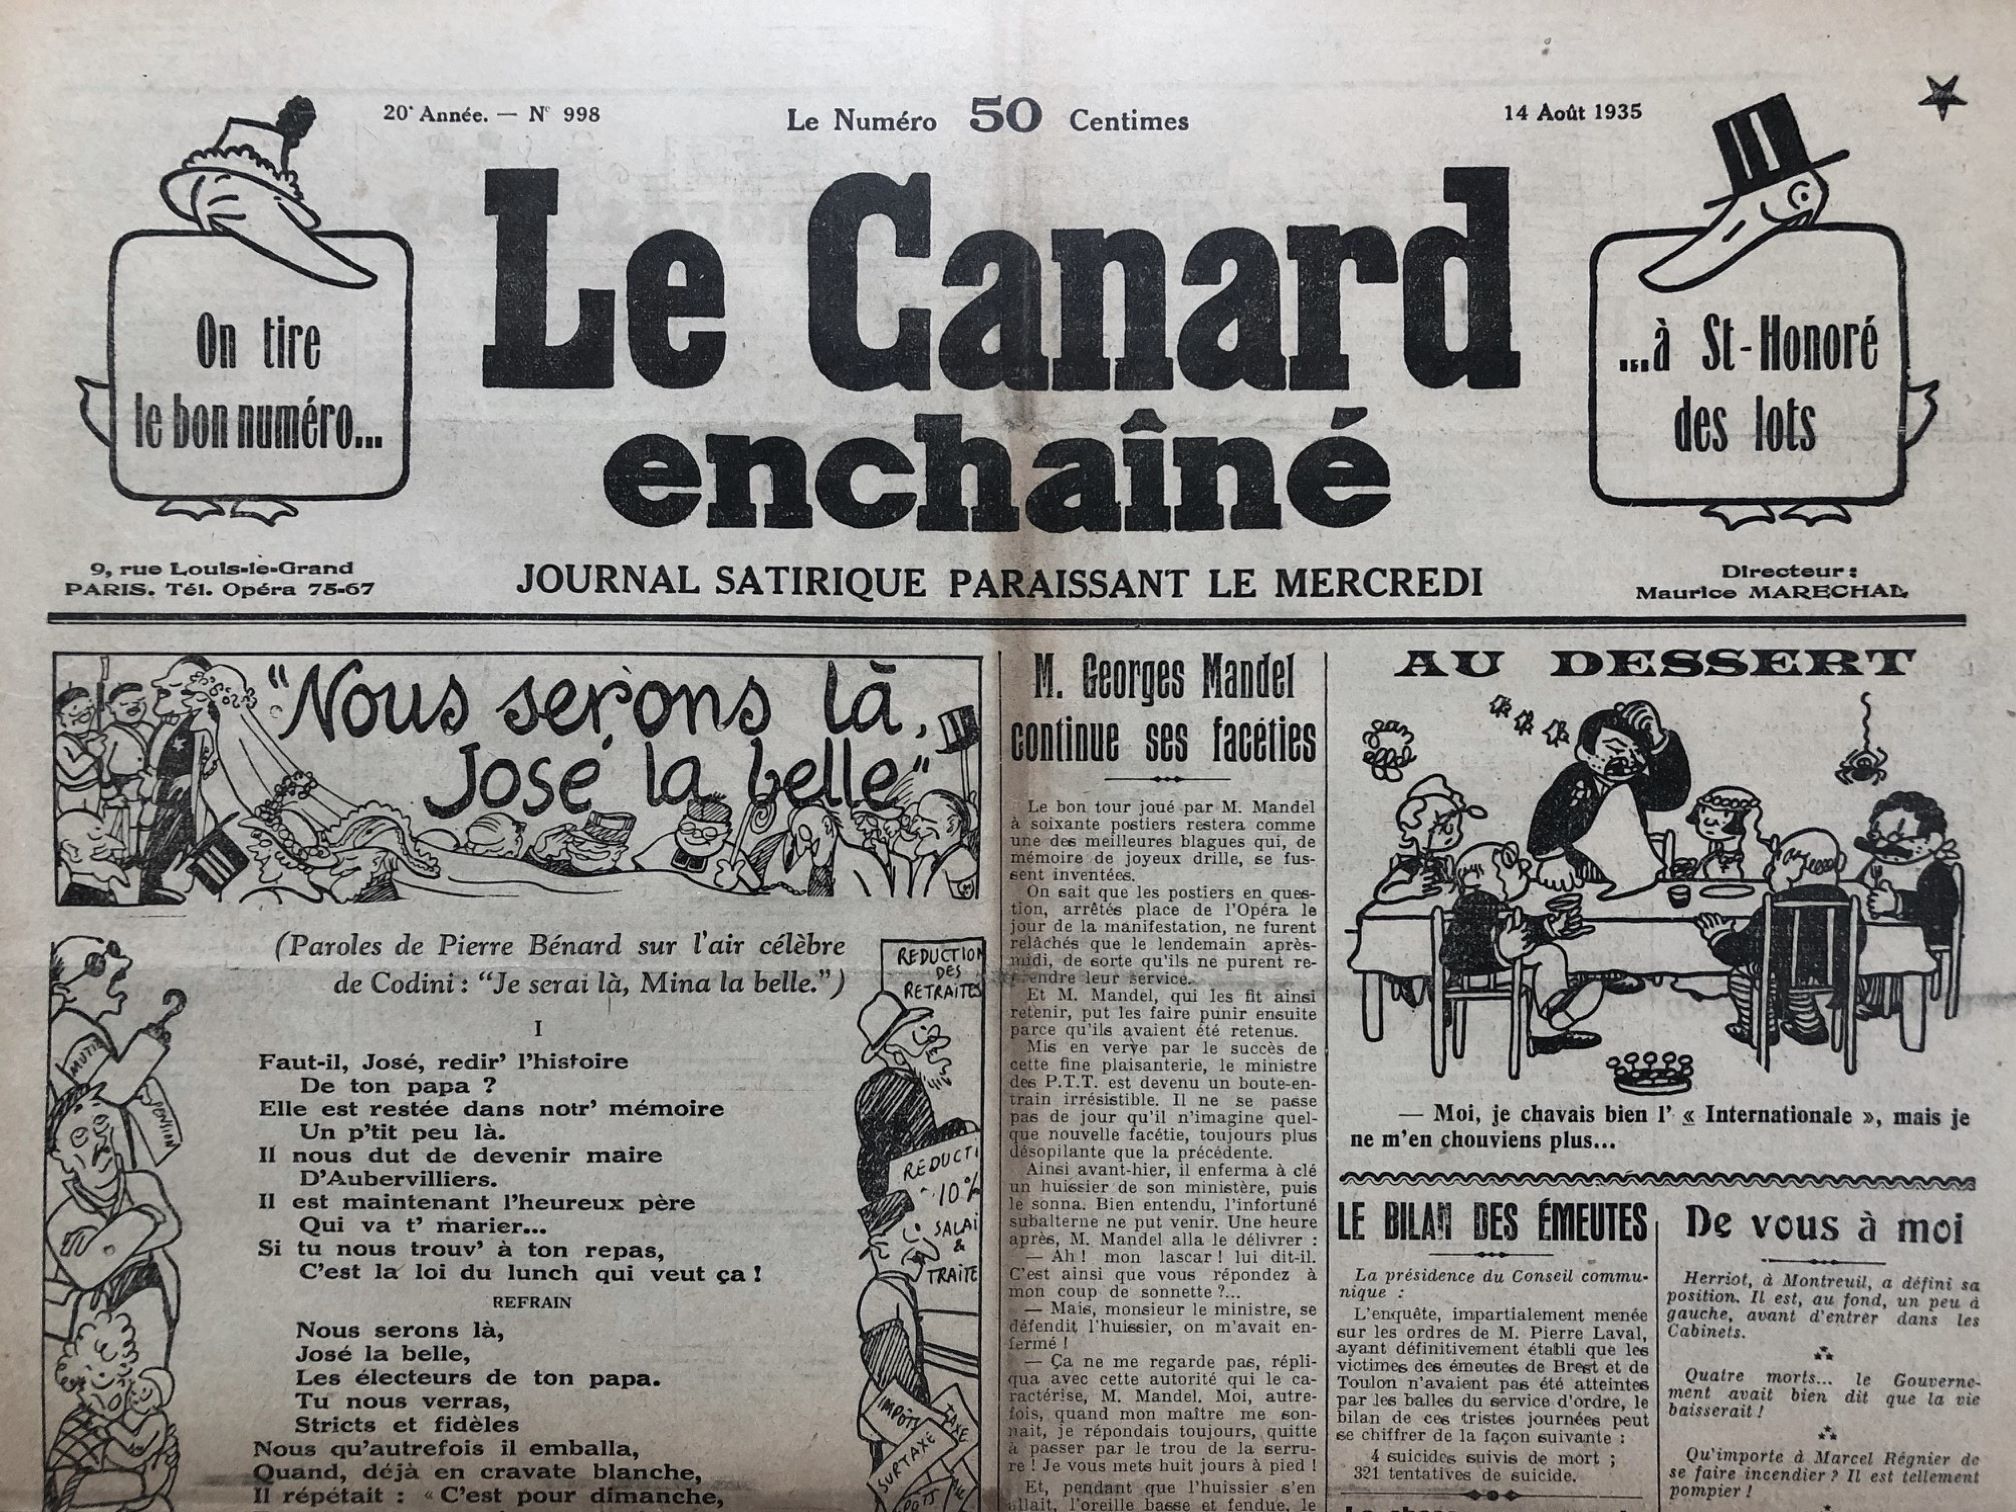 20e Année. — N° 998
Le Numéro 50 Centimes
14 Août 1935
On tire
le bon numéro...
Le Canard
enchaîné
...à St-Honoré
des lots
9, rue Louis-le-Grand
PARIS. Tél. Opéra 75-67
JOURNAL SATIRIQUE PARAISSANT LE MERCREDI
Directeur :
Maurice MARECHAL
"Nous serons là,
José la belle"
(Paroles de Pierre Bénard sur l'air célèbre
de Codini : "Je serai là, Mina la belle.")
I
Faut-il, José, redir' l'histoire
De ton papa ?
Elle est restée dans notr' mémoire
Un p'tit peu là.
Il nous dut de devenir maire
D'Aubervilliers.
Il est maintenant l'heureux père
Qui va t' marier...
Si tu nous trouv' à ton repas,
C'est la loi du lunch qui veut ça !
REFRAIN
Nous serons là,
José la belle,
Les électeurs de ton papa.
Tu nous verras,
Stricts et fidèles
Nous qu'autrefois il emballa,
Quand, déjà en cravate blanche,
Il répétait : « C'est pour dimanche,
MUTIL
PENSION
REDUCTION
DES
RETRAITES
REDUCTI
10%
SALAI
&
TRAITE
IMPÔTS
TAXE
SURTAXE
M. Georges Mandel
continue ses facéties
Le bon tour joué par M. Mandel
à soixante postiers restera comme
une des meilleures blagues qui, de
mémoire de joyeux drille, se fus-
sent inventées.
On sait que les postiers en ques-
tion, arrêtés place de l'Opéra le
jour de la manifestation, ne furent
relâchés que le lendemain après-
midi, de sorte qu'ils ne purent re-
prendre leur service.
Et M. Mandel, qui les fit ainsi
retenir, put les faire punir ensuite
parce qu'ils avaient été retenus.
Mis en verve par le succès de
cette fine plaisanterie, le ministre
des P.T.T. est devenu un boute-en-
train irrésistible. Il ne se passe
pas de jour qu'il n'imagine quel-
que nouvelle facétie, toujours plus
désopilante que la précédente.
Ainsi avant-hier, il enferma à clé
un huissier de son ministère, puis
le sonna. Bien entendu, l'infortuné
subalterne ne put venir. Une heure
après, M. Mandel alla le délivrer :
— Ah ! mon lascar ! lui dit-il.
C'est ainsi que vous répondez à
mon coup de sonnette ?...
— Mais, monsieur le ministre, se
défendit l'huissier, on m'avait en-
fermé !
— Ça ne me regarde pas, répli-
qua avec cette autorité qui le ca-
ractérise, M. Mandel. Moi, autre-
fois, quand mon maître me son-
nait, je répondais toujours, quitte
à passer par le trou de la serru-
re ! Je vous mets huit jours à pied !
Et, pendant que l'huissier s'en
allait, l'oreille basse et fendue, le
AU DESSERT
— Moi, je chavais bien l' « Internationale », mais je
ne m'en chouviens plus...
LE BILAN DES ÉMEUTES
La présidence du Conseil commu-
nique :
L'enquête, impartialement menée
sur les ordres de M. Pierre Laval,
ayant définitivement établi que les
victimes des émeutes de Brest et de
Toulon n'avaient pas été atteintes
par les balles du service d'ordre, le
bilan de ces tristes journées peut
se chiffrer de la façon suivante :
4 suicides suivis de mort ;
321 tentatives de suicide.
De vous à moi
Herriot, à Montreuil, a défini sa
position. Il est, au fond, un peu à
gauche, avant d'entrer dans les
Cabinets.
Quatre morts... le Gouverne-
ment avait bien dit que la vie
baisserait !
Qu'importe à Marcel Régnier de
se faire incendier ? Il est tellement
pompier !